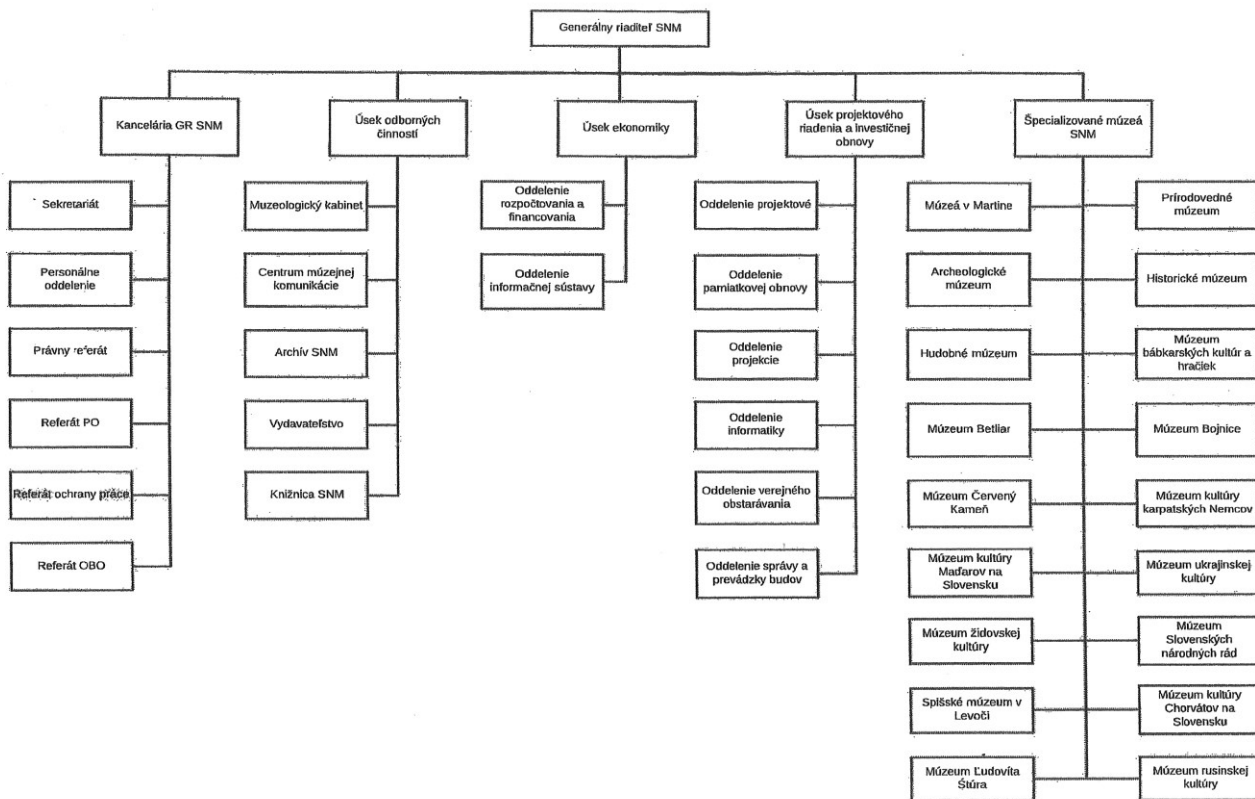 Generálny riaditeľ SNM
Kancelária GR SNM
Úsek odborných
činností
Úsek ekonomiky
Úsek projektového
riadenia a investičnej
obnovy
Špecializované múzeá
SNM
Sekretariát
Personálne
oddelenie
Právny referát
Referát PO
Referát ochrany práce
Referát OBO
Muzeologický kabinet
Centrum múzejnej
komunikácie
Archív SNM
Vydavateľstvo
Knižnica SNM
Oddelenie
rozpočtovania a
financovania
Oddelenie
informačnej sústavy
Oddelenie projektové
Oddelenie
pamiatkovej obnovy
Oddelenie
projekcie
Oddelenie
informatiky
Oddelenie verejného
obstarávania
Oddelenie správy a
prevádzky budov
Múzeá v Martine
Archeologické
múzeum
Hudobné múzeum
Múzeum Betliar
Múzeum Červený
Kameň
Múzeum kultúry
Maďarov na
Slovensku
Múzeum židovskej
kultúry
Spišské múzeum v
Levoči
Múzeum Ľudovíta
Štúra
Prírodovedné
múzeum
Historické múzeum
Múzeum
bábkarských kultúr a
hračiek
Múzeum Bojnice
Múzeum kultúry
karpatských Nemcov
Múzeum ukrajinskej
kultúry
Múzeum
Slovenských
národných rád
Múzeum kultúry
Chorvátov na
Slovensku
Múzeum rusinskej
kultúry